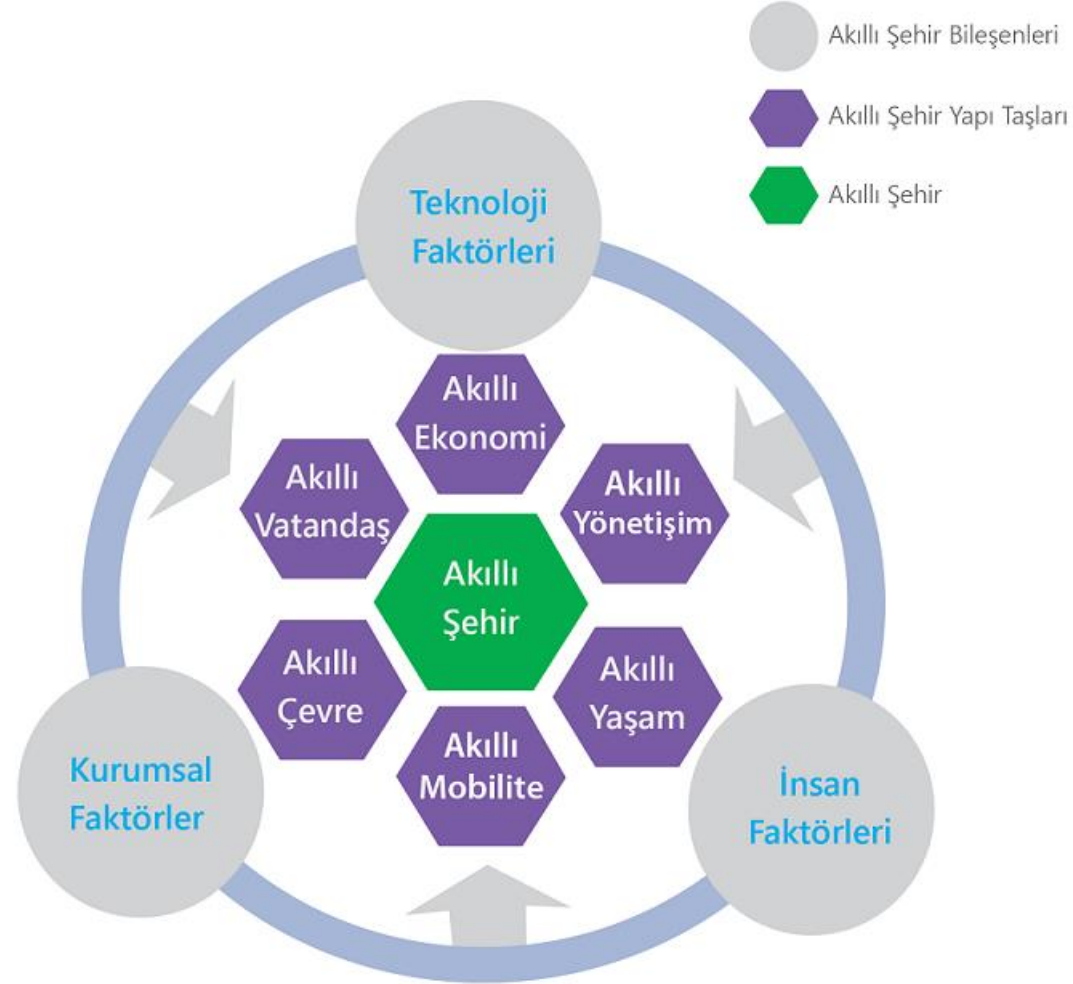 Akıllı Şehir Bileşenleri
Akıllı Şehir Yapı Taşları
Akıllı Şehir
Teknoloji
Faktörleri
Akıllı
Ekonomi
Akıllı
Vatandaş
Akıllı
Yönetişim
Akıllı
Şehir
Akıllı
Çevre
Akıllı
Yaşam
Akıllı
Mobilite
Kurumsal
Faktörler
İnsan
Faktörleri